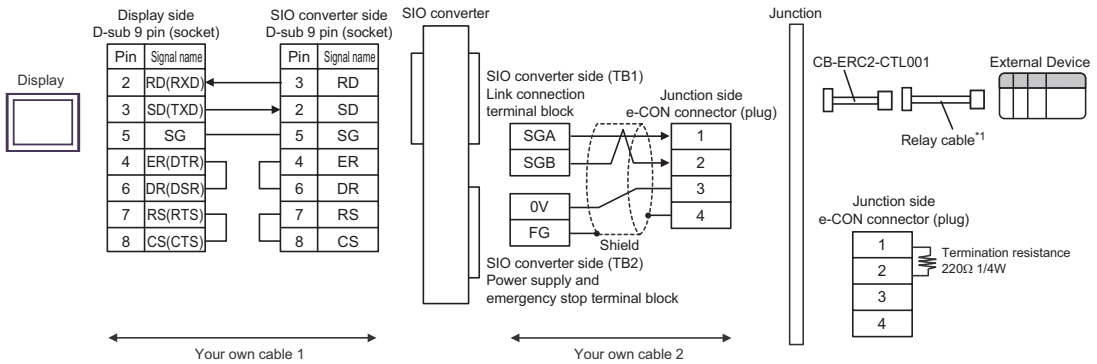 Display
Display side
D-sub 9 pin (socket)
Pin Signal name
2 RD(RXD)
3 SD(TXD)
5 SG
4 ER(DTR)
6 DR(DSR)
7 RS(RTS)
8 CS(CTS)
SIO converter side
D-sub 9 pin (socket)
Pin Signal name
3 RD
2 SD
5 SG
4 ER
6 DR
7 RS
8 CS
Your own cable 1
SIO converter
SIO converter side (TB1)
Link connection
terminal block
SGA
SGB
0V
FG
Shield
SIO converter side (TB2)
Power supply and
emergency stop terminal block
Junction side
e-CON connector (plug)
1
2
3
4
Your own cable 2
Junction
CB-ERC2-CTL001
Relay cable*1
External Device
Junction side
e-CON connector (plug)
1
2
3
4
Termination resistance
220Ω 1/4W